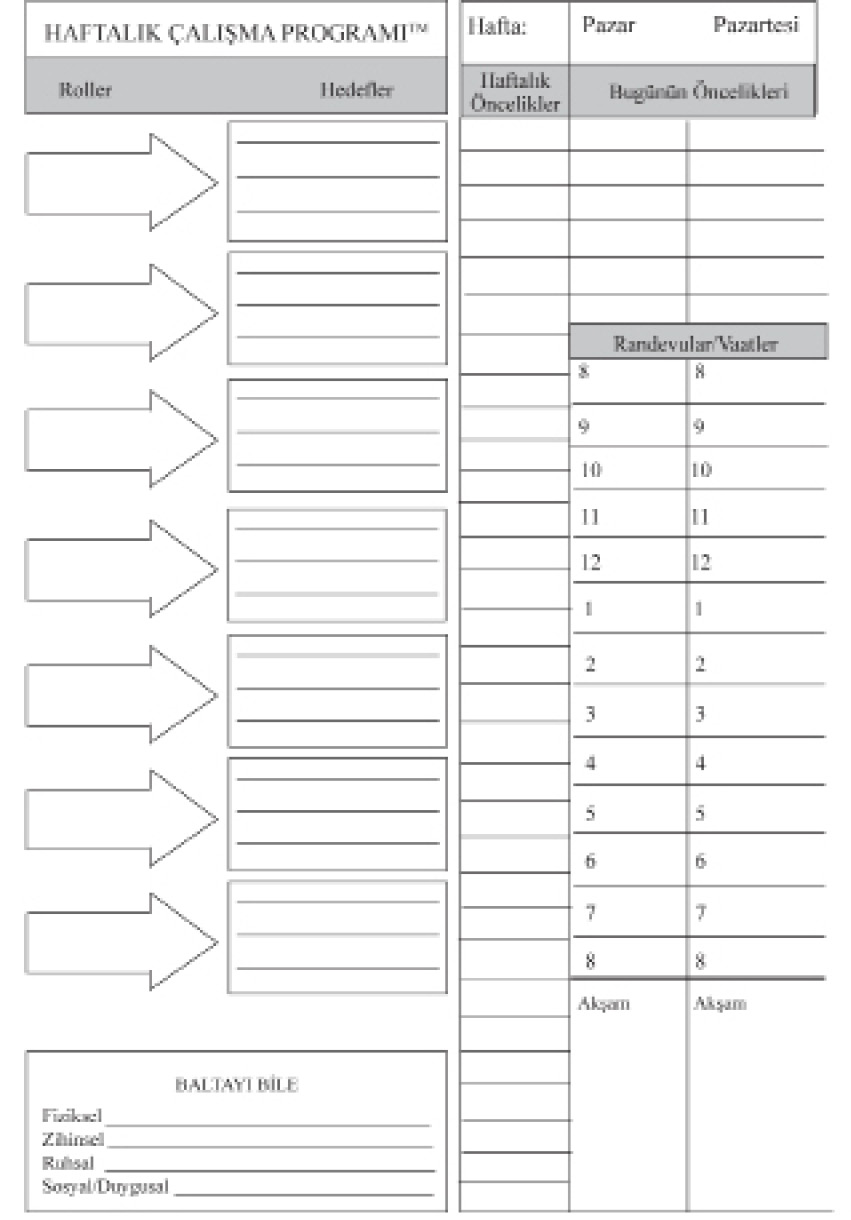 HAFTALIK ÇALIŞMA PROGRAMI™
Roller Hedefler
BALTAYI BİLE
Fiziksel
Zihinsel
Ruhsal
Sosyal/Duygusal
Hafta: Pazar Pazartesi
Haftalık
Öncelikler
Bugünün Öncelikleri
Randevular/Vaatler
8 8
9 9
10 10
11 11
12 12
1 1
2 2
3 3
4 4
5 5
6 6
7 7
8 8
Akşam Akşam